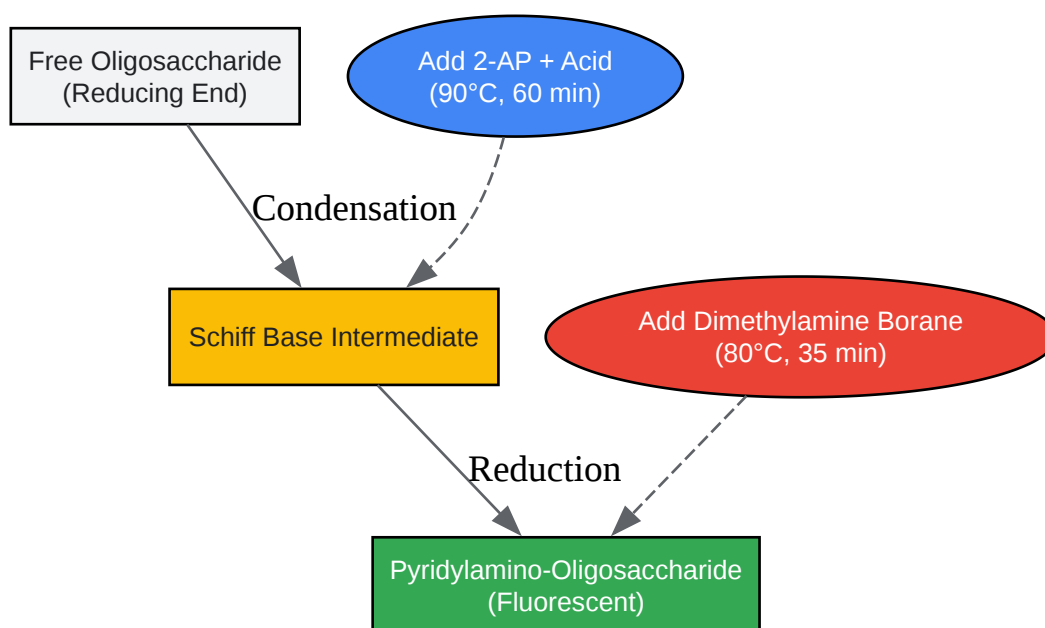 Free Oligosaccharide
(Reducing End)
Add 2-AP + Acid
(90°C, 60 min)
Condensation
Schiff Base Intermediate
Add Dimethylamine Borane
(80°C, 35 min)
Reduction
Pyridylamino-Oligosaccharide
(Fluorescent)